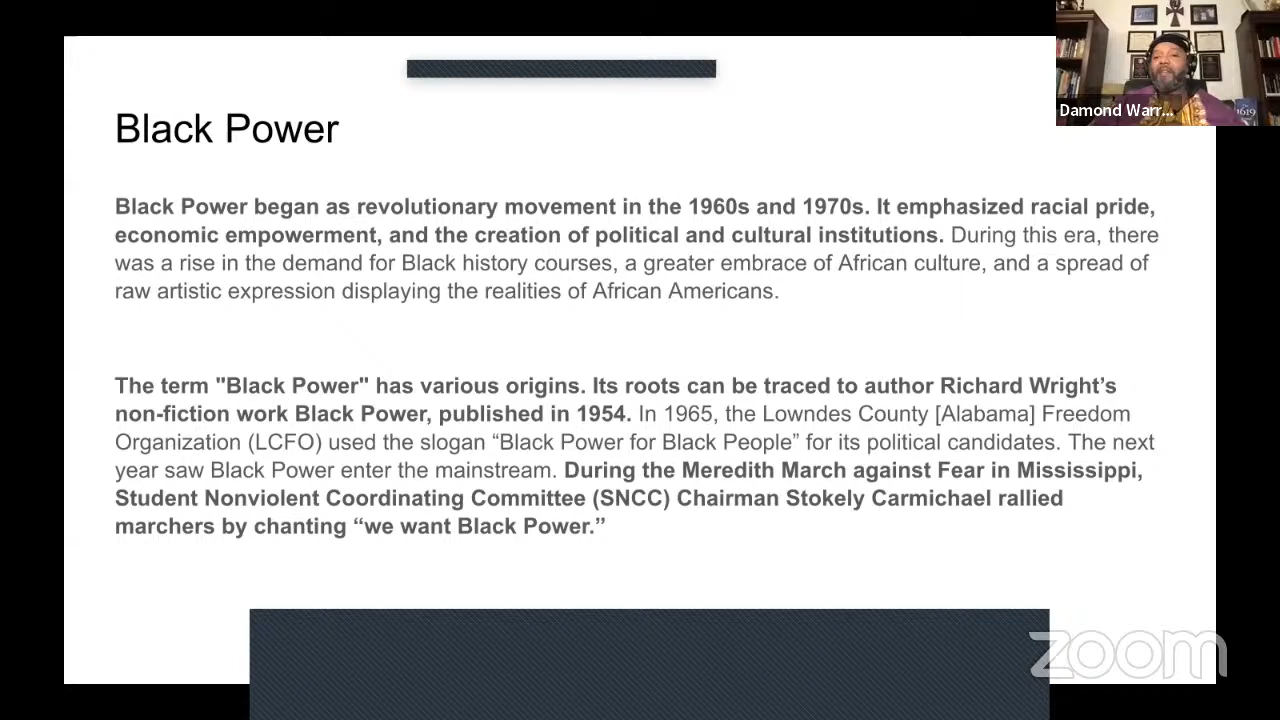 Black Power
Black Power began as revolutionary movement in the 1960s and 1970s. It emphasized racial pride,
economic empowerment, and the creation of political and cultural institutions. During this era, there
was a rise in the demand for Black history courses, a greater embrace of African culture, and a spread of
raw artistic expression displaying the realities of African Americans.
The term "Black Power" has various origins. Its roots can be traced to author Richard Wright’s
non-fiction work Black Power, published in 1954. In 1965, the Lowndes County [Alabama] Freedom
Organization (LCFO) used the slogan “Black Power for Black People” for its political candidates. The next
year saw Black Power enter the mainstream. During the Meredith March against Fear in Mississippi,
Student Nonviolent Coordinating Committee (SNCC) Chairman Stokely Carmichael rallied
marchers by chanting “we want Black Power.”
Damond Warr...
1619
zoom